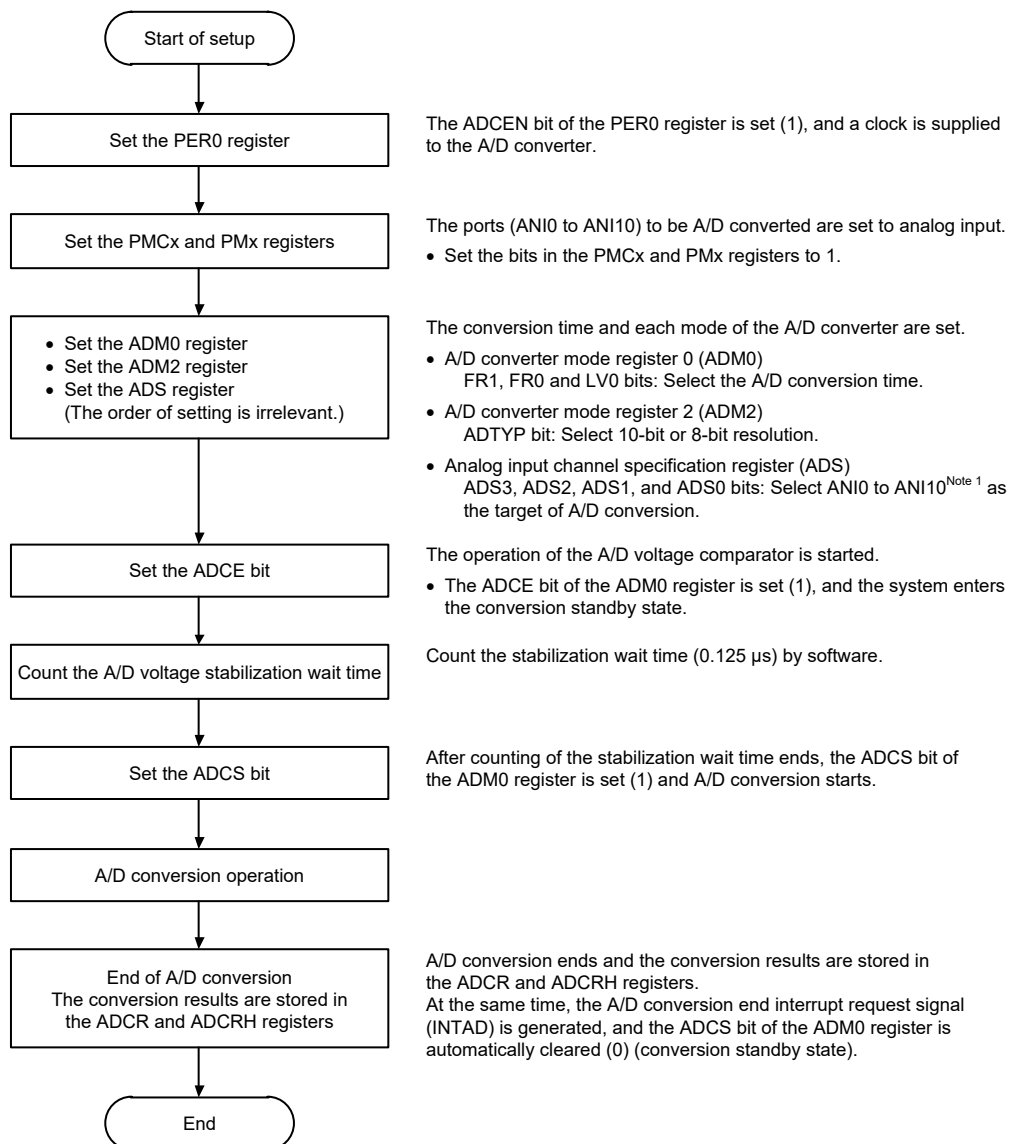 Start of setup
Set the PER0 register
The ADCEN bit of the PER0 register is set (1), and a clock is supplied
to the A/D converter.
Set the PMCx and PMx registers
The ports (ANI0 to ANI10) to be A/D converted are set to analog input.
• Set the bits in the PMCx and PMx registers to 1.
• Set the ADM0 register
• Set the ADM2 register
• Set the ADS register
(The order of setting is irrelevant.)
The conversion time and each mode of the A/D converter are set.
• A/D converter mode register 0 (ADM0)
FR1, FR0 and LV0 bits: Select the A/D conversion time.
• A/D converter mode register 2 (ADM2)
ADTYP bit: Select 10-bit or 8-bit resolution.
• Analog input channel specification register (ADS)
ADS3, ADS2, ADS1, and ADS0 bits: Select ANI0 to ANI10Note 1 as
the target of A/D conversion.
Set the ADCE bit
The operation of the A/D voltage comparator is started.
• The ADCE bit of the ADM0 register is set (1), and the system enters
the conversion standby state.
Count the A/D voltage stabilization wait time
Count the stabilization wait time (0.125 µs) by software.
Set the ADCS bit
After counting of the stabilization wait time ends, the ADCS bit of
the ADM0 register is set (1) and A/D conversion starts.
A/D conversion operation
End of A/D conversion
The conversion results are stored in
the ADCR and ADCRH registers
A/D conversion ends and the conversion results are stored in
the ADCR and ADCRH registers.
At the same time, the A/D conversion end interrupt request signal
(INTAD) is generated, and the ADCS bit of the ADM0 register is
automatically cleared (0) (conversion standby state).
End